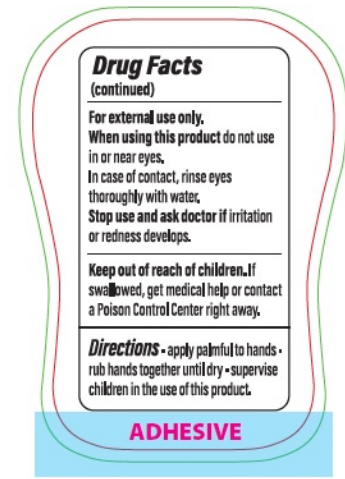 Drug Facts
(continued)
For external use only.
When using this product do not use
in or near eyes.
In case of contact, rinse eyes
thoroughly with water.
Stop use and ask doctor if irritation
or redness develops.
Keep out of reach of children. If
swallowed, get medical help or contact
a Poison Control Center right away.
Directions ▪ apply palmful to hands ▪
rub hands together until dry ▪ supervise
children in the use of this product.
ADHESIVE